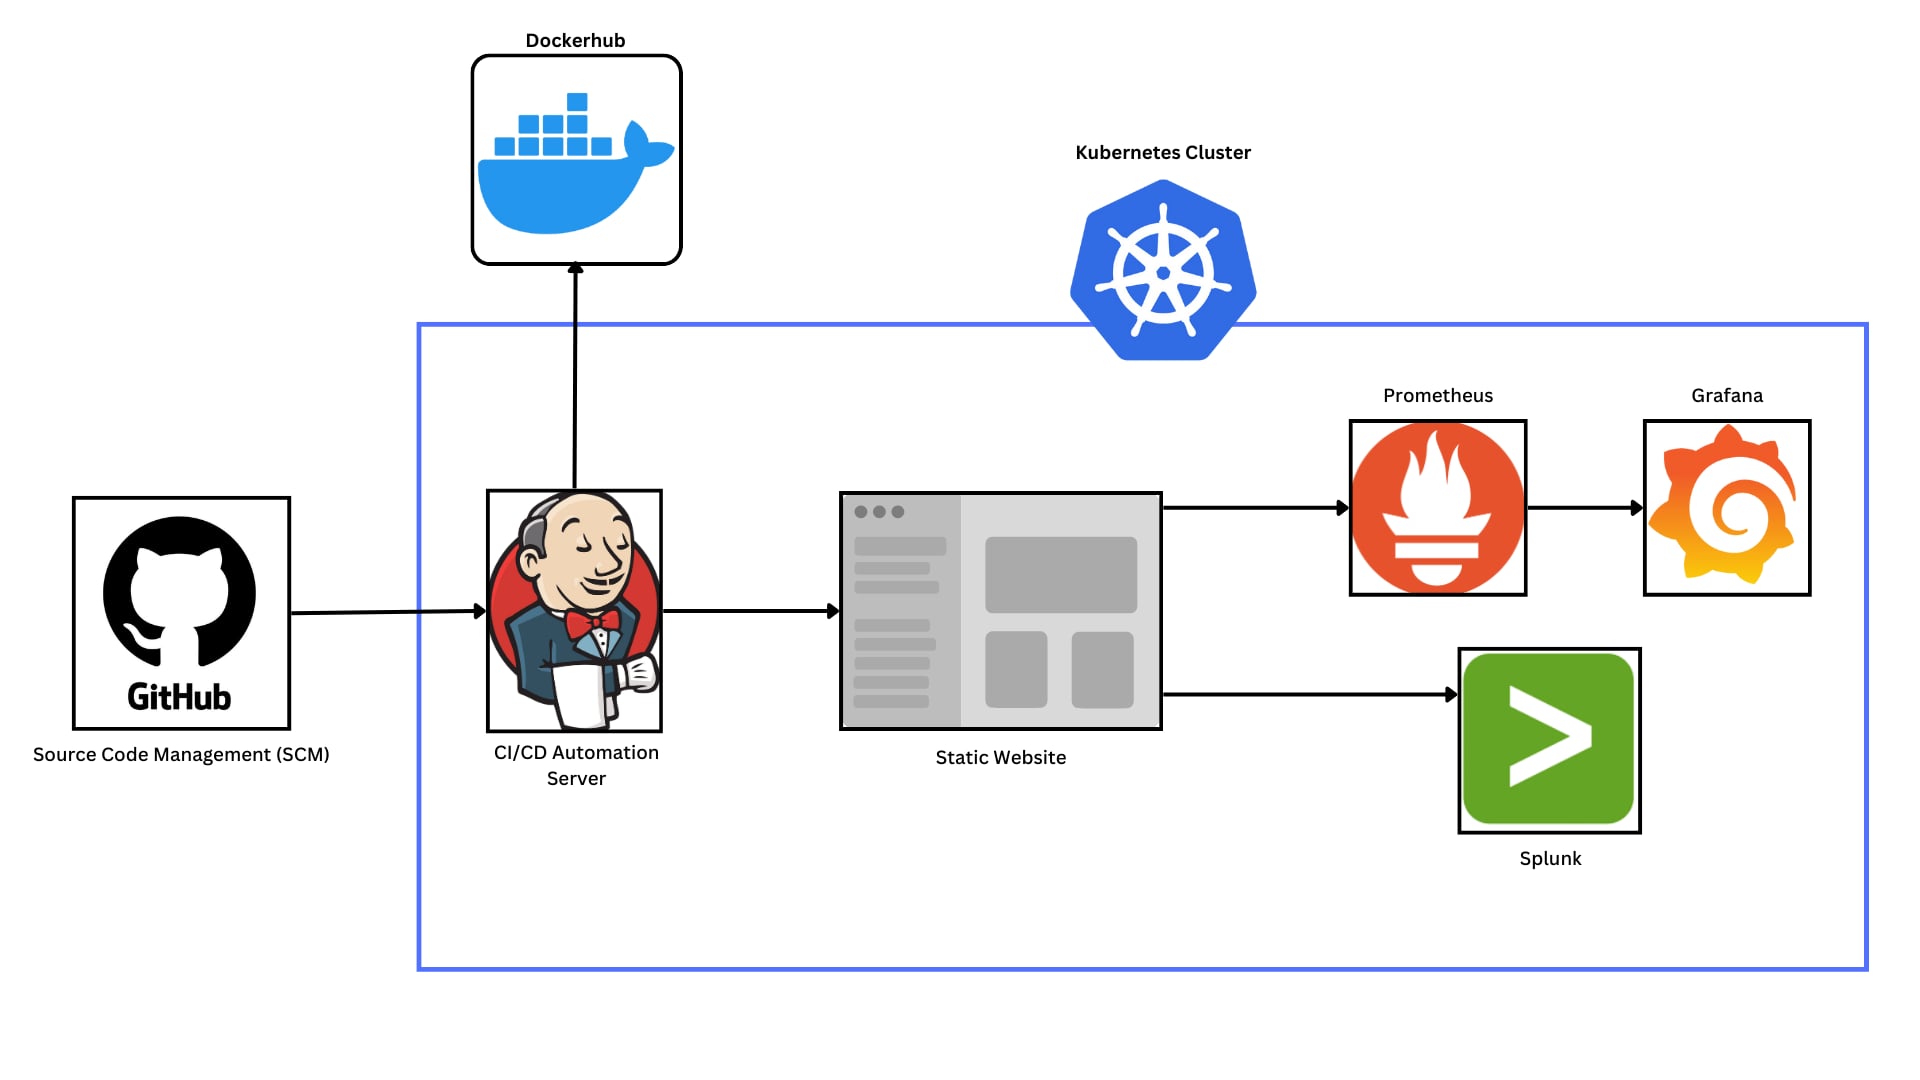 Dockerhub
Kubernetes Cluster
Prometheus
Grafana
GitHub
Source Code Management (SCM)
CI/CD Automation
Server
Static Website
Splunk